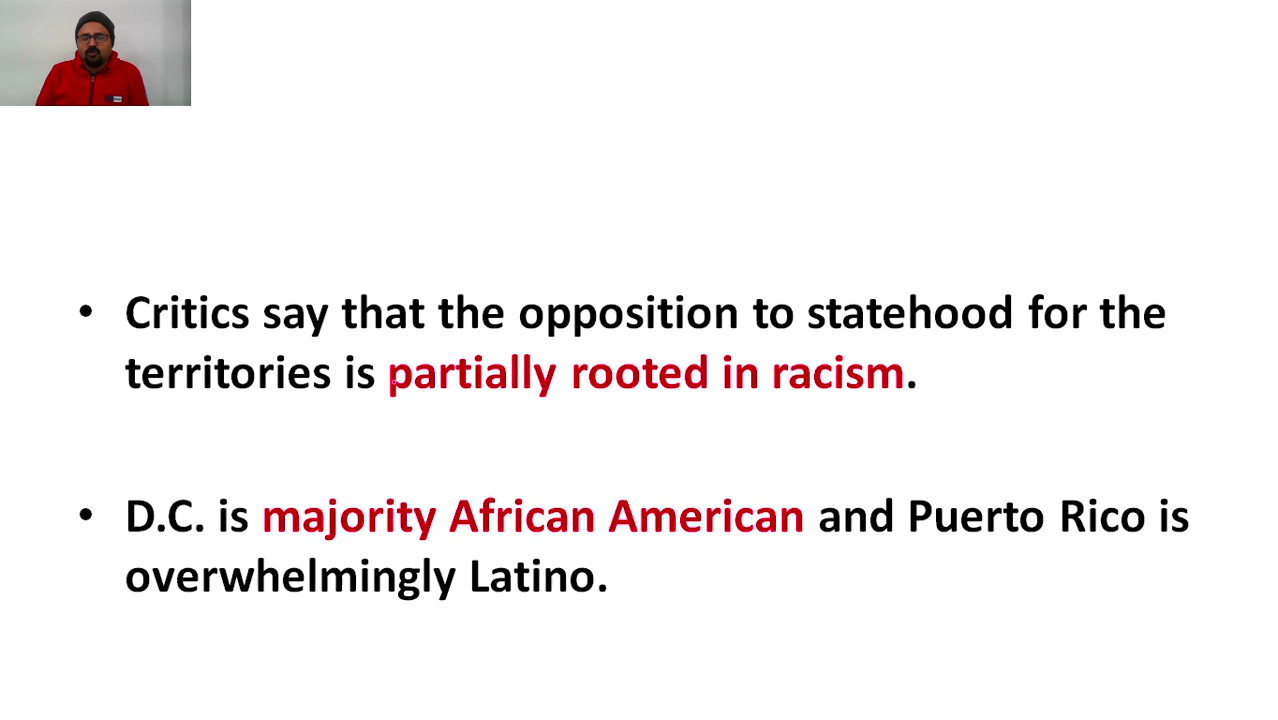 • Critics say that the opposition to statehood for the
territories is partially rooted in racism.
• D.C. is majority African American and Puerto Rico is
overwhelmingly Latino.